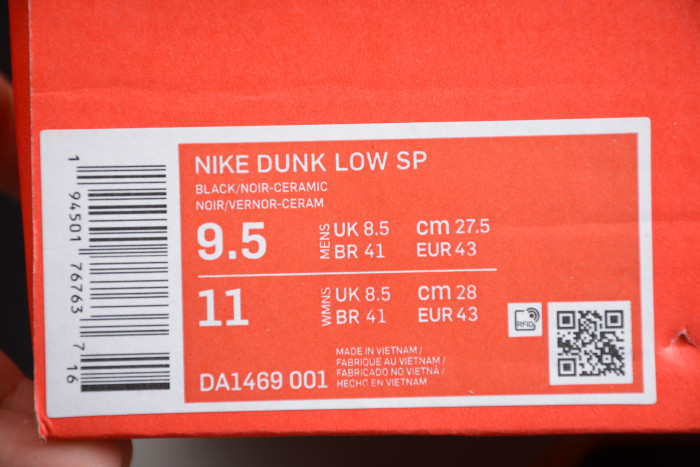 NIKE DUNK LOW SP
BLACK/NOIR-CERAMIC
NOIR/VERNOR-CERAM
9.5 MENS UK 8.5 cm 27.5
BR 41 EUR 43
11 WMNS UK 8.5 cm 28
BR 41 EUR 43
RFID
MADE IN VIETNAM /
FABRIQUE AU VIETNAM /
FABRICADO NO VIETNÃ /
HECHO EN VIETNAM
DA1469 001
1 94501 76763 7 16